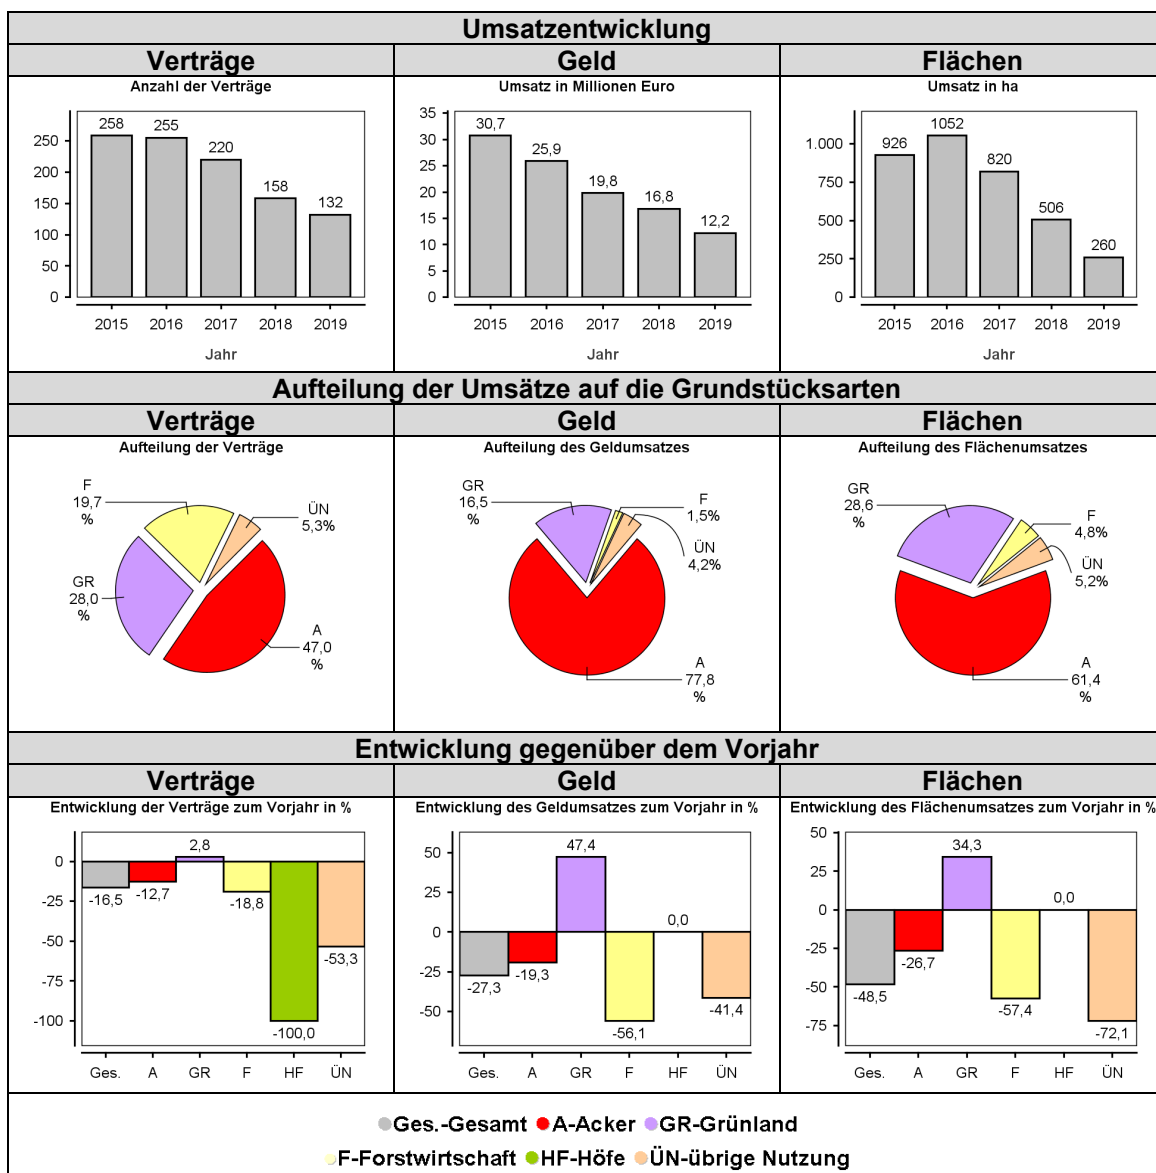 Umsatzentwicklung
Verträge
Geld
Flächen
Anzahl der Verträge
Umsatz in Millionen Euro
Umsatz in ha
250
200
150
100
50
0
258
255
220
158
132
2015 2016 2017 2018 2019
Jahr
35
30
25
20
15
10
5
0
30,7
25,9
19,8
16,8
12,2
2015 2016 2017 2018 2019
Jahr
1.000
750
500
250
0
926
1052
820
506
260
2015 2016 2017 2018 2019
Jahr
Aufteilung der Umsätze auf die Grundstücksarten
Verträge
Geld
Flächen
Aufteilung der Verträge
Aufteilung des Geldumsatzes
Aufteilung des Flächenumsatzes
F
19,7
%
ÜN
5,3%
GR
28,0
%
A
47,0
%
GR
16,5
%
F
1,5%
ÜN
4,2%
A
77,8
%
GR
28,6
%
F
4,8%
ÜN
5,2%
A
61,4
%
Entwicklung gegenüber dem Vorjahr
Verträge
Geld
Flächen
Entwicklung der Verträge zum Vorjahr in %
Entwicklung des Geldumsatzes zum Vorjahr in %
Entwicklung des Flächenumsatzes zum Vorjahr in %
0
-25
-50
-75
-100
-16,5
-12,7
2,8
-18,8
-100,0
-53,3
Ges. A GR F HF ÜN
50
25
0
-25
-50
-27,3
-19,3
47,4
-56,1
0,0
-41,4
Ges. A GR F HF ÜN
50
25
0
-25
-50
-75
-48,5
-26,7
34,3
-57,4
0,0
-72,1
Ges. A GR F HF ÜN
Ges.-Gesamt A-Acker GR-Grünland
F-Forstwirtschaft HF-Höfe ÜN-übrige Nutzung